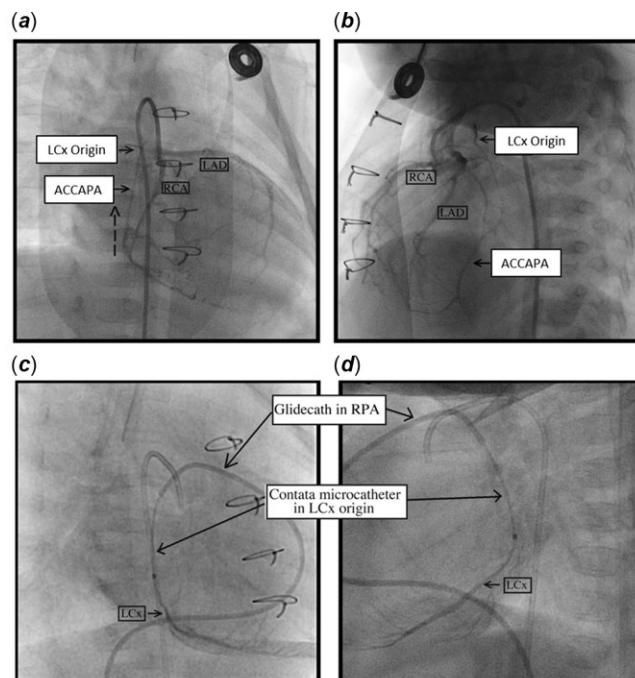 (a)
(b)
LCx Origin
LAD
ACCAPA
RCA
LCx Origin
RCA
LAD
ACCAPA
(c)
(d)
Glidecath in RPA
Contata microcatheter
in LCx origin
LCx
LCx